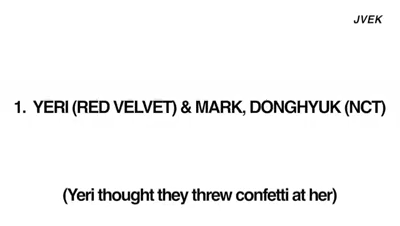 JVEK
1. YERI (RED VELVET) & MARK, DONGHYUK (NCT)
(Yeri thought they threw confetti at her)